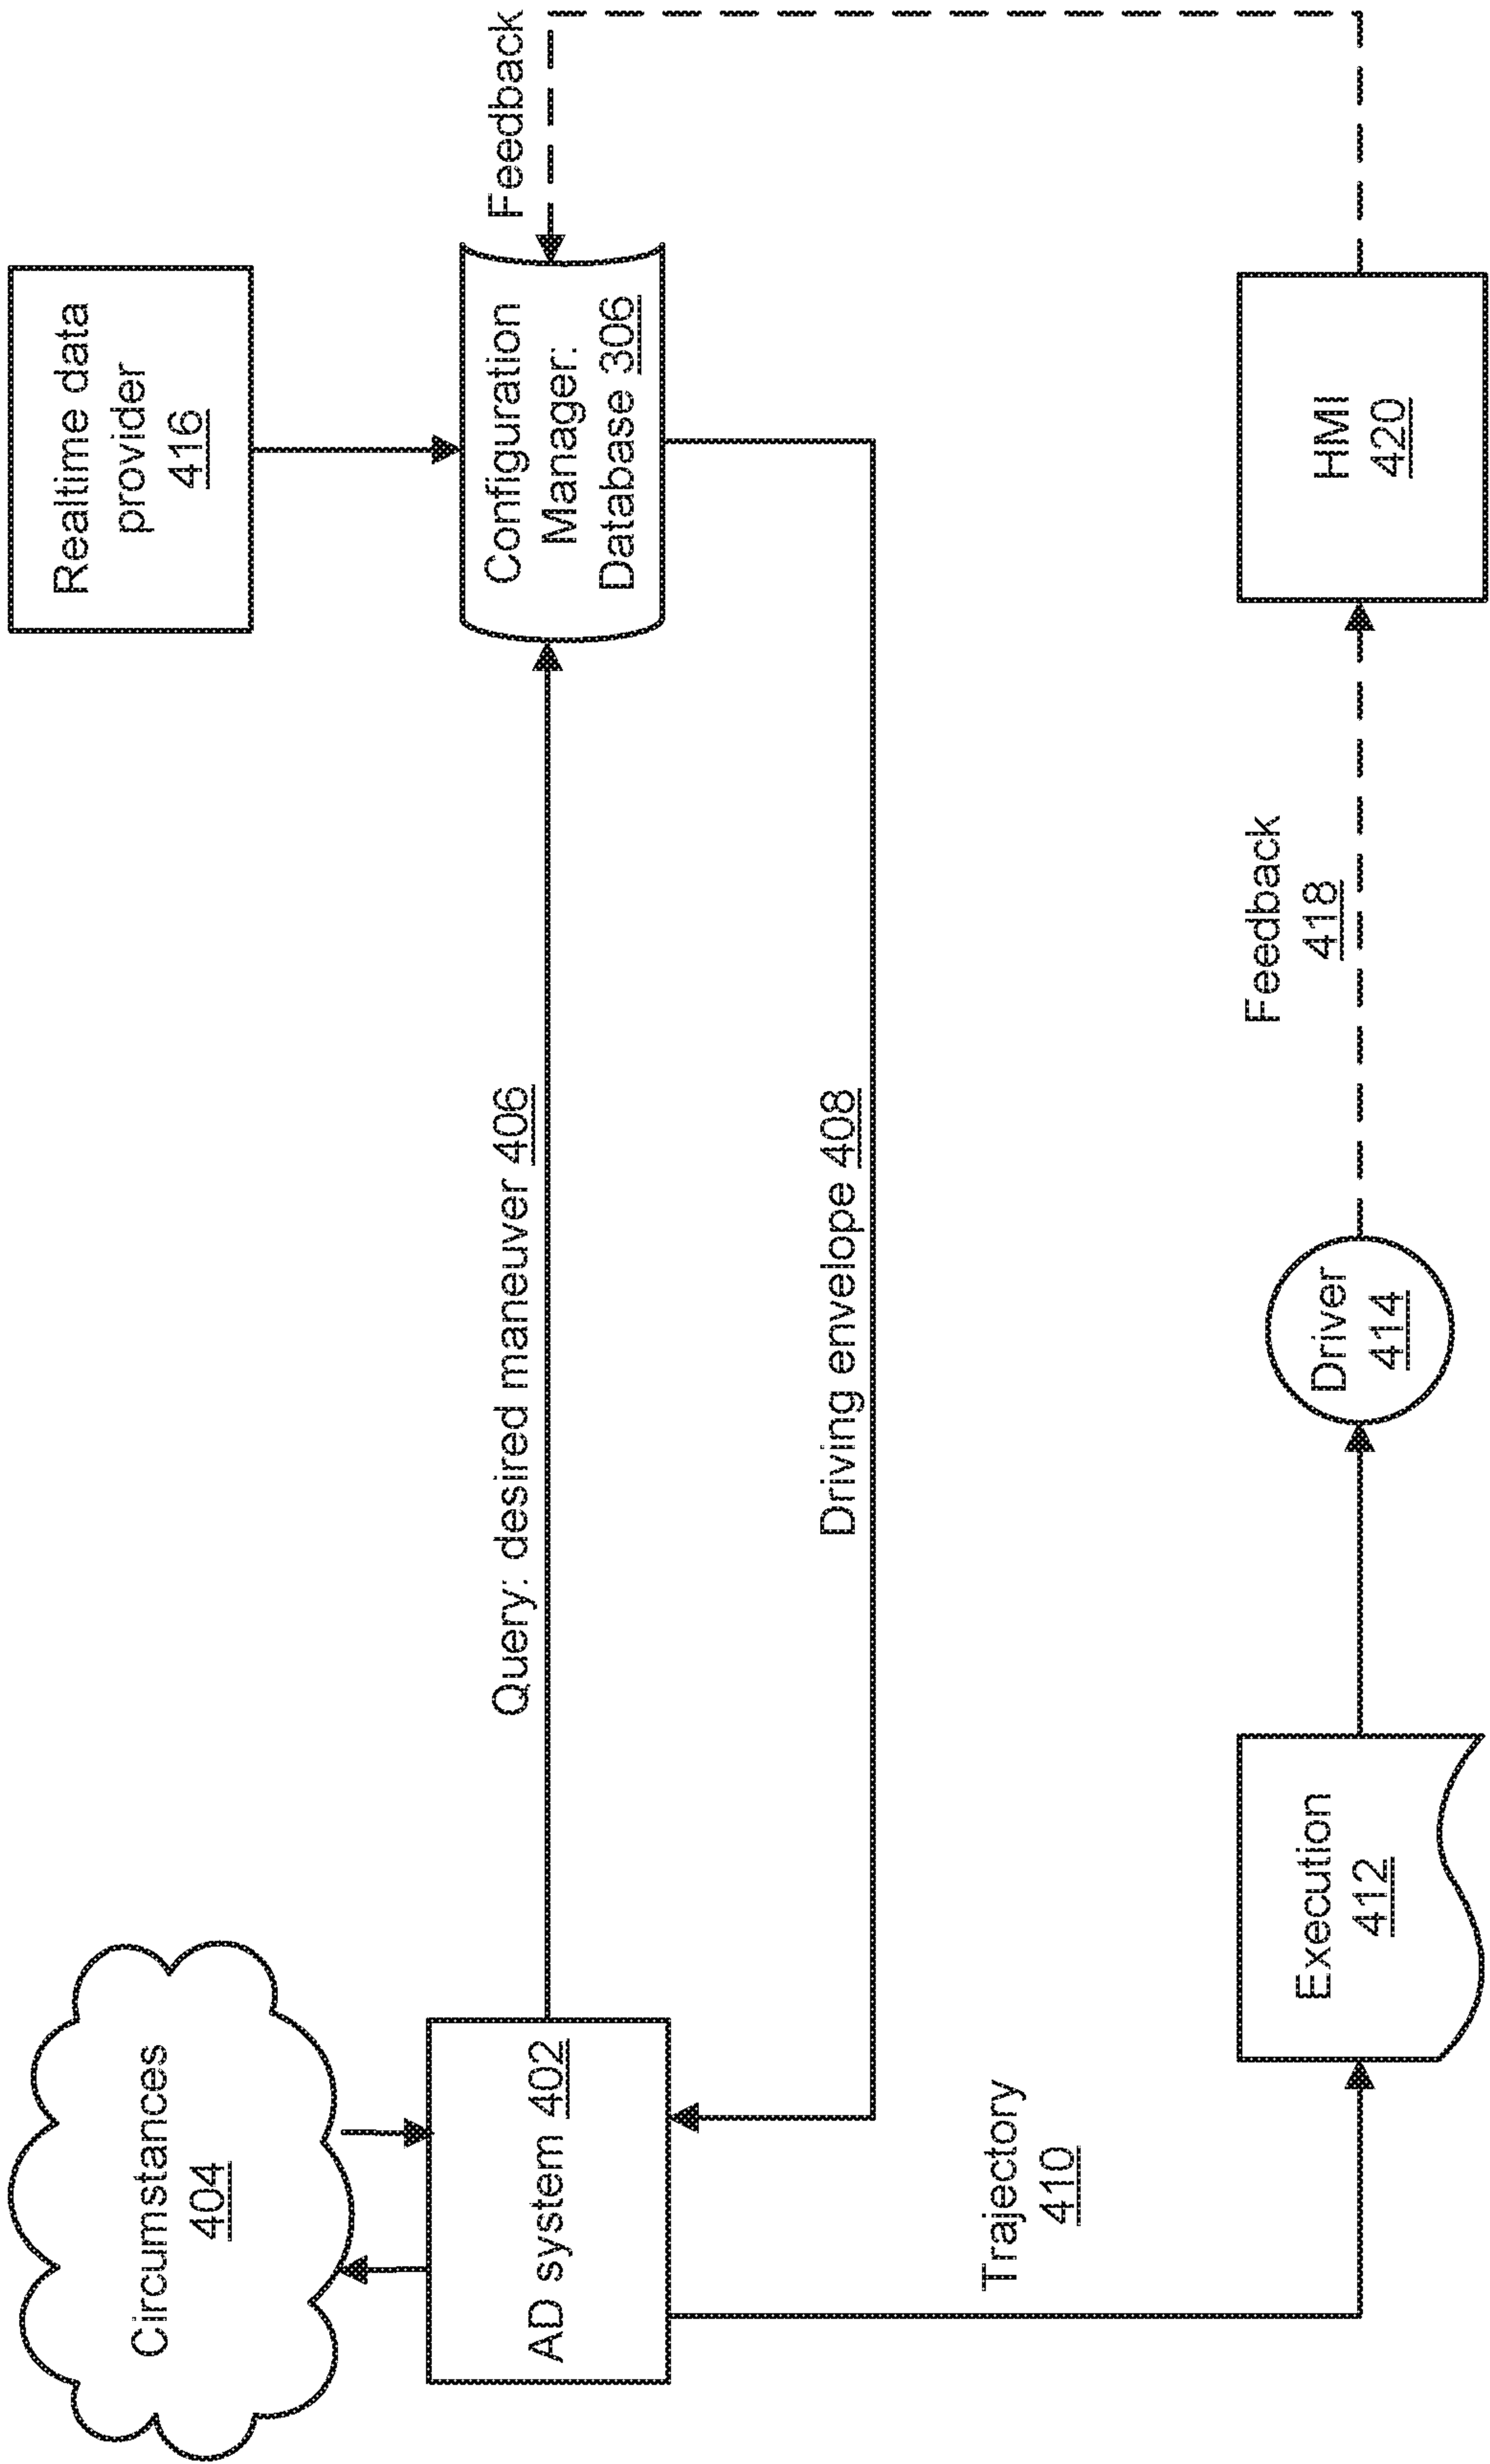 Circumstances
404
Realtime data
provider
416
AD system 402
Query: desired maneuver 406
Configuration
Manager:
Database 306
Feedback
Driving envelope 408
Trajectory
410
Execution
412
Driver
414
Feedback
418
HMI
420